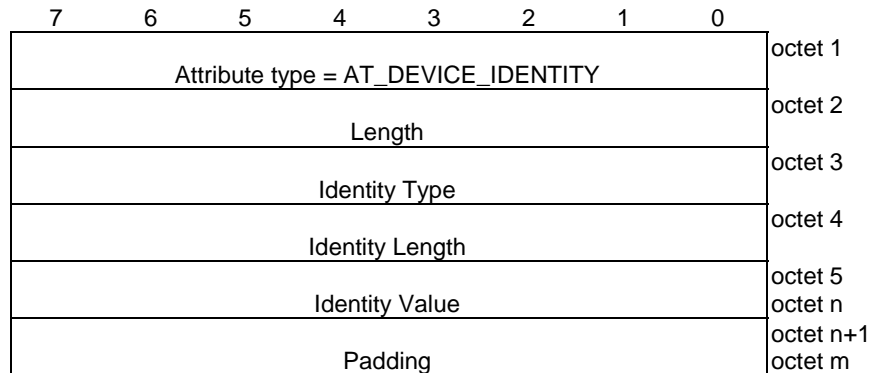 7 6 5 4 3 2 1 0
octet 1
Attribute type = AT_DEVICE_IDENTITY
octet 2
Length
octet 3
Identity Type
octet 4
Identity Length
octet 5
Identity Value octet n
octet n+1
Padding octet m